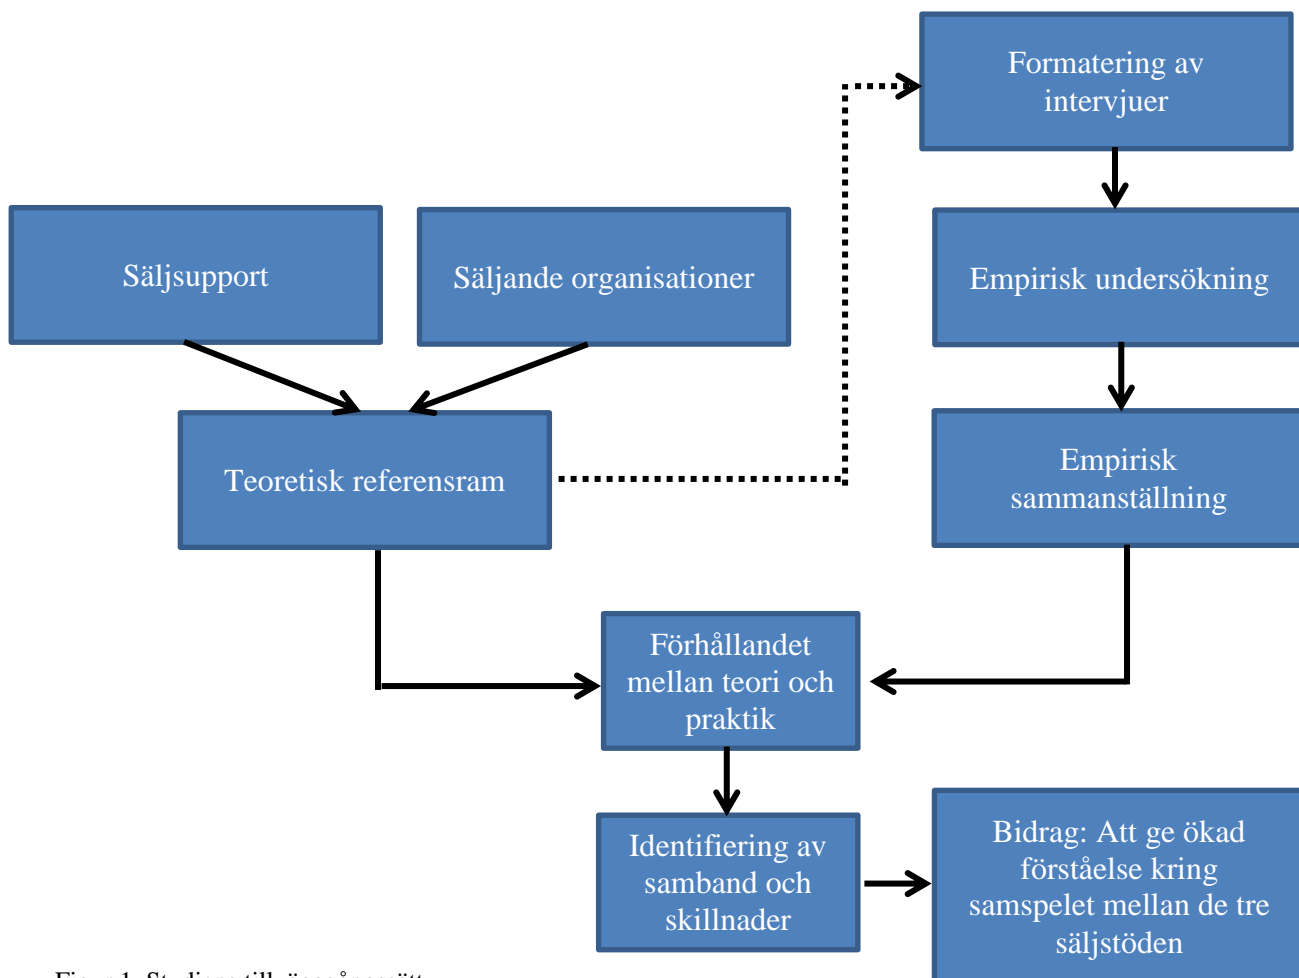 Formatering av
intervjuer
Säljsupport
Säljande organisationer
Empirisk undersökning
Teoretisk referensram
Empirisk
sammanställning
Förhållandet
mellan teori och
praktik
Identifiering av
samband och
skillnader
Bidrag: Att ge ökad
förståelse kring
samspelet mellan de tre
säljstöden